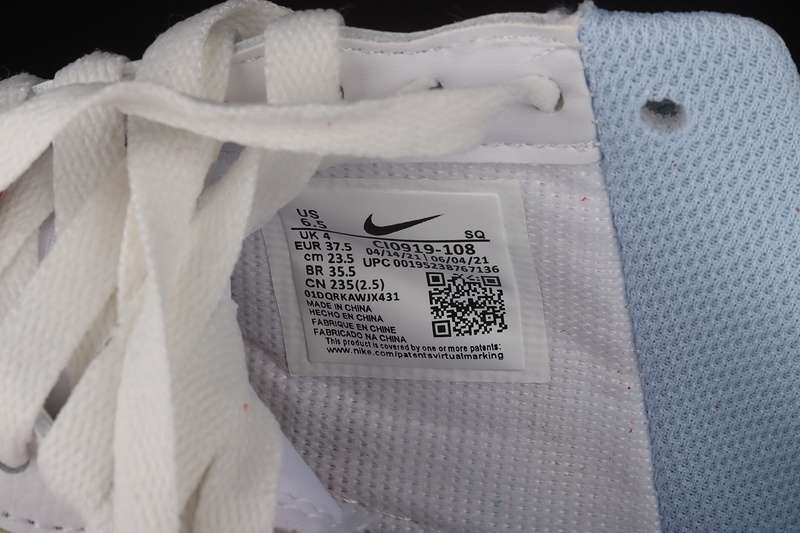 US
6.5
UK 4
EUR 37.5
cm 23.5
BR 35.5
CN 235(2.5)
SQ
CI0919-108
04/14/21 | 06/04/21
UPC 00195238767136
01DQRKAWJX431
MADE IN CHINA
HECHO EN CHINA
FABRIQUE EN CHINE
FABRICADO NA CHINA
This product is covered by one or more patents:
www.nike.com/patentsvirtualmarking